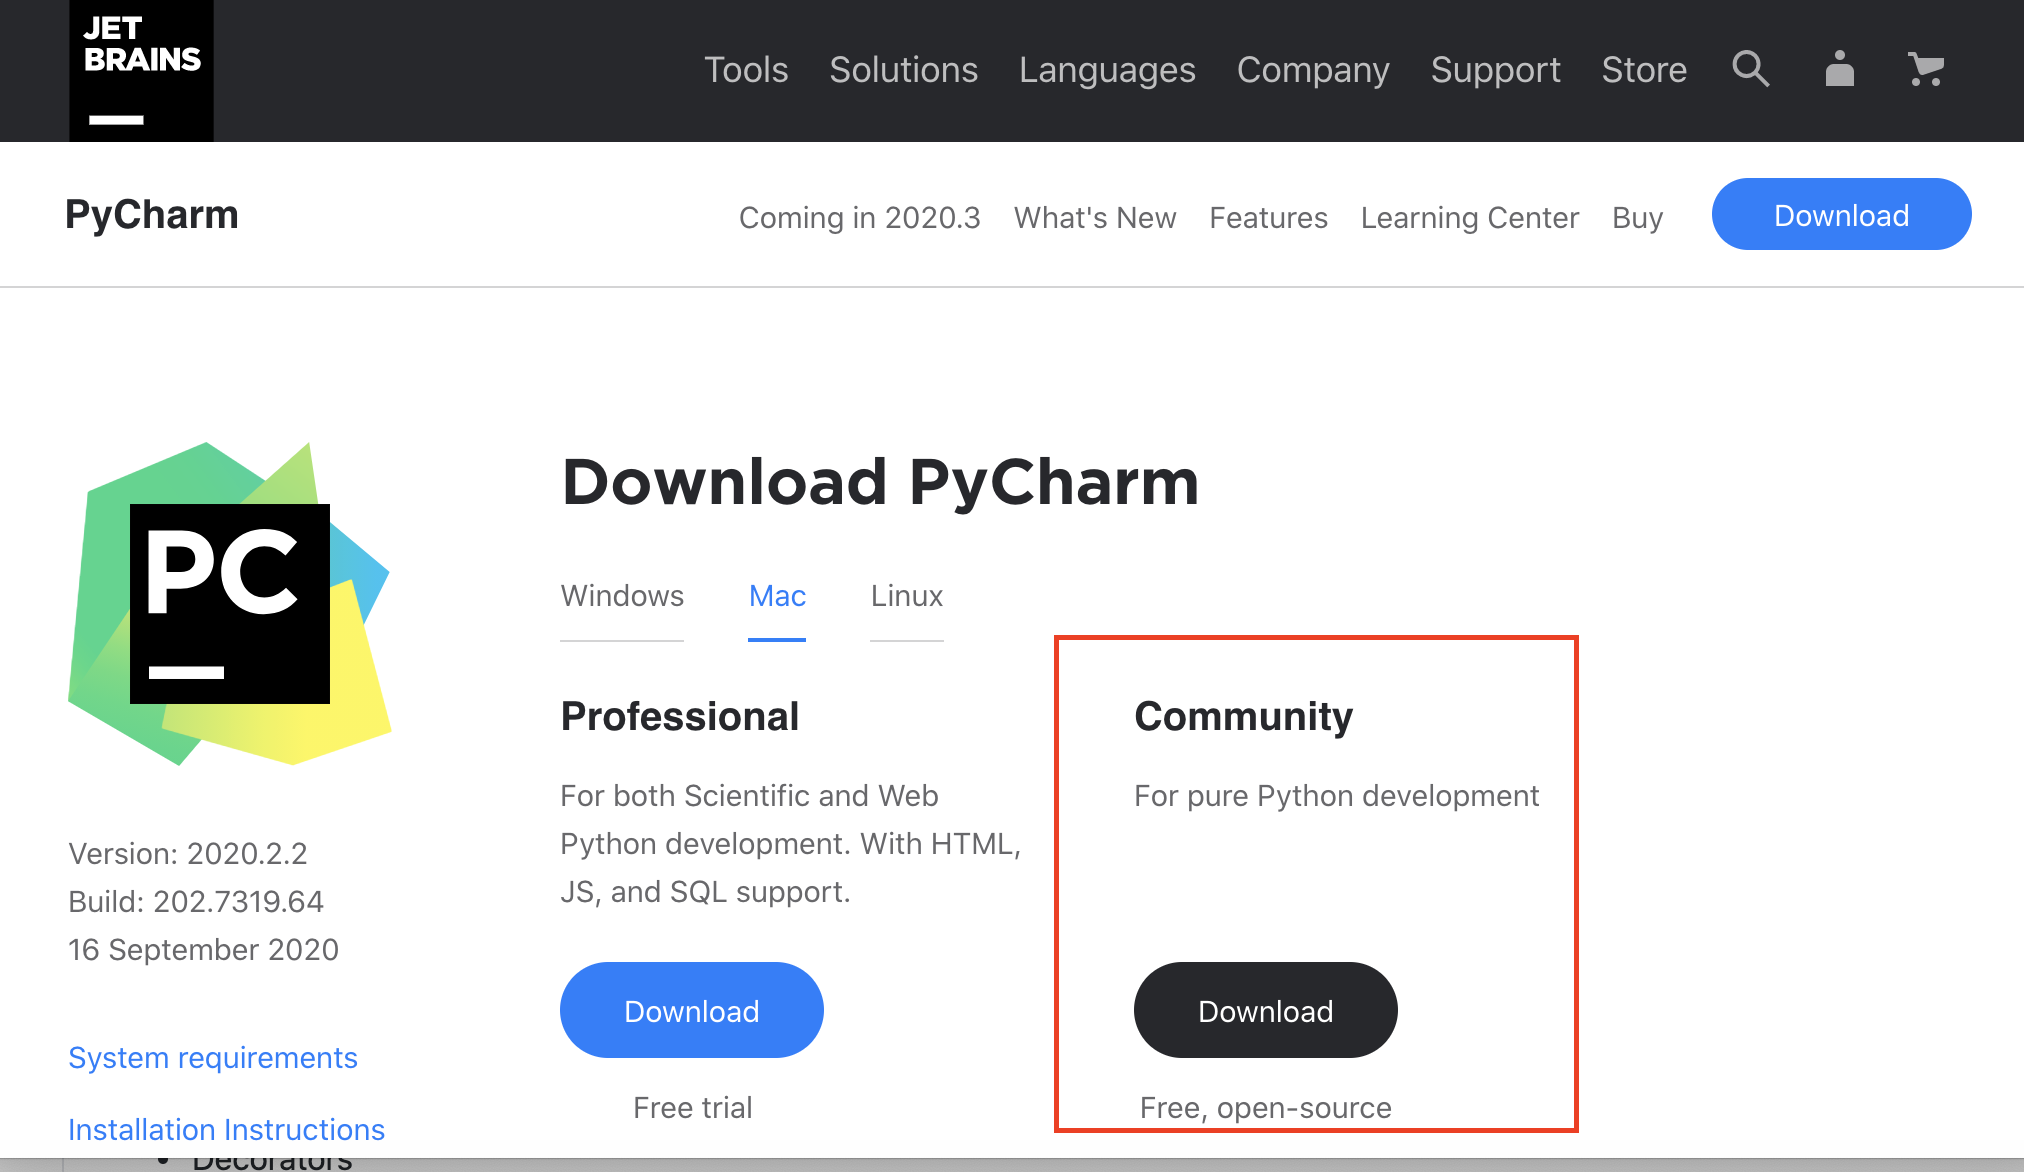 JET
BRAINS
Tools Solutions Languages Company Support Store
PyCharm
Coming in 2020.3 What's New Features Learning Center Buy Download
PC
Download PyCharm
Windows Mac Linux
Professional
For both Scientific and Web
Python development. With HTML,
JS, and SQL support.
Download
Free trial
Community
For pure Python development
Download
Free, open-source
Version: 2020.2.2
Build: 202.7319.64
16 September 2020
System requirements
Installation Instructions
Decorators